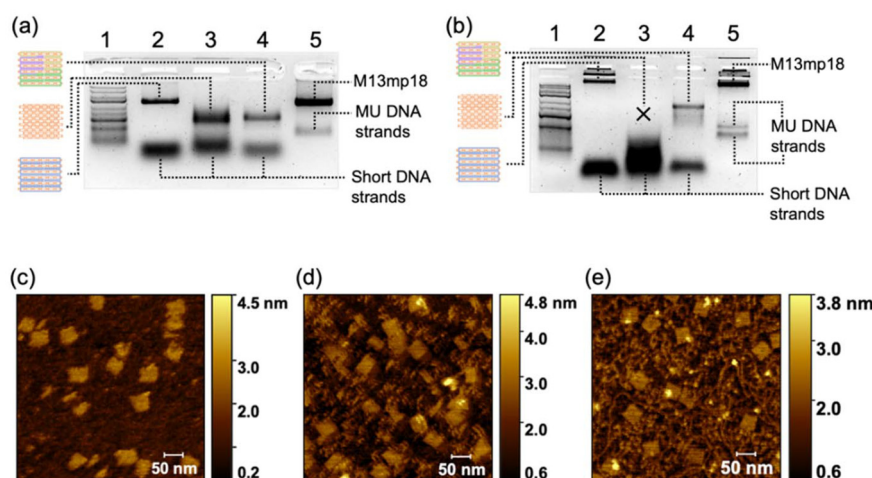 (a)
1 2 3 4 5
M13mp18
MU DNA
strands
Short DNA
strands
(b)
1 2 3 4 5
M13mp18
MU DNA
strands
Short DNA
strands
(c)
4.5 nm
3.0
2.0
0.2
50 nm
(d)
4.8 nm
3.0
2.0
0.6
50 nm
(e)
3.8 nm
3.0
2.0
0.6
50 nm